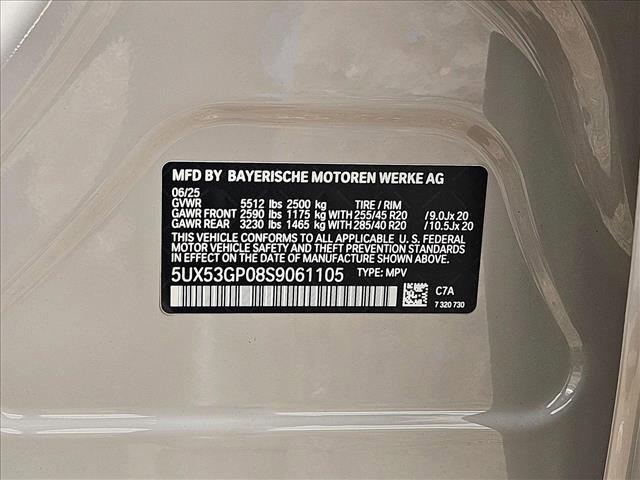 MFD BY BAYERISCHE MOTOREN WERKE AG
06/25
GVWR 5512 lbs 2500 kg TIRE / RIM
GAWR FRONT 2590 lbs 1175 kg WITH 255/45 R20 /9.0Jx 20
GAWR REAR 3230 lbs 1465 kg WITH 285/40 R20 /10.5Jx 20
THIS VEHICLE CONFORMS TO ALL APPLICABLE U. S. FEDERAL
MOTOR VEHICLE SAFETY AND THEFT PREVENTION STANDARDS
IN EFFECT ON THE DATE OF MANUFACTURE SHOWN ABOVE.
5UX53GP08S9061105 TYPE: MPV
C7A
7 320 730